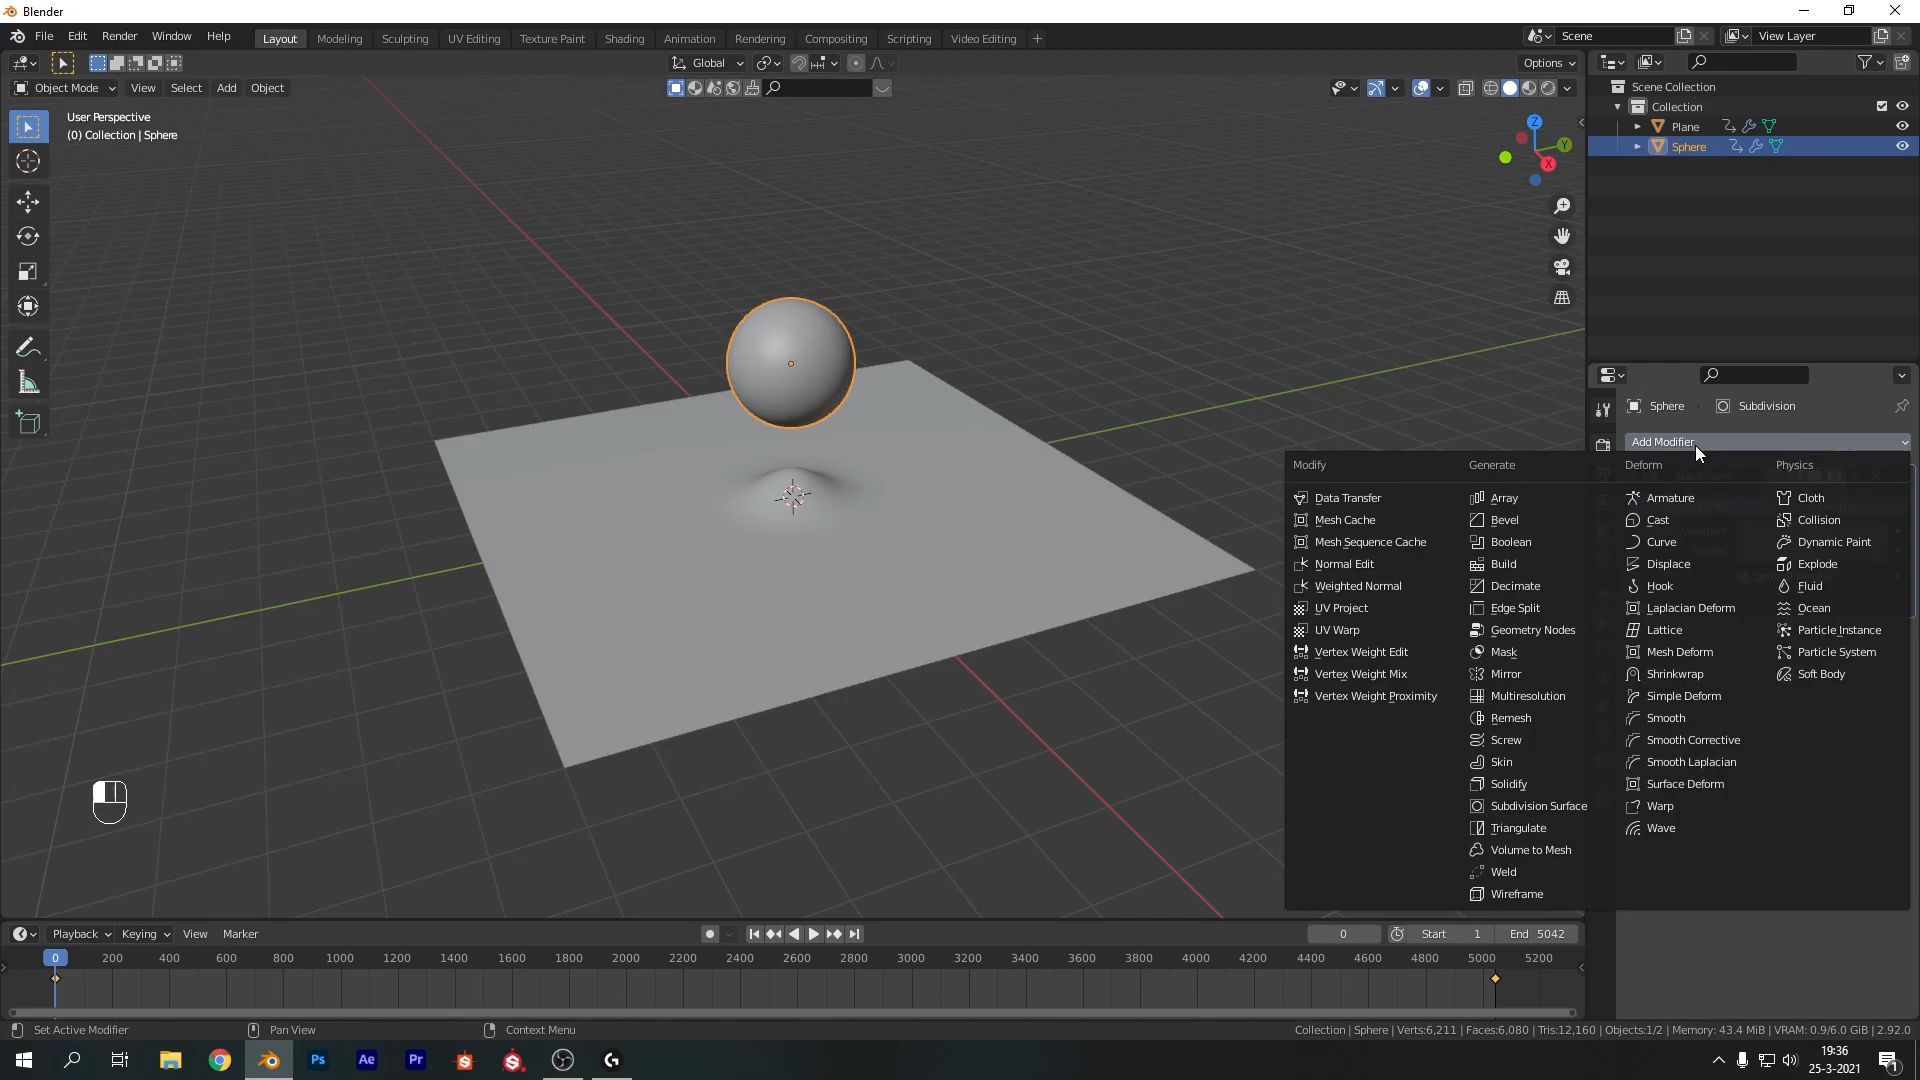 Blender
File Edit Render Window Help
Layout Modeling Sculpting UV Editing Texture Paint Shading Animation Rendering Compositing Scripting Video Editing +
Scene
View Layer
Global
Options
Object Mode View Select Add Object
User Perspective
(0) Collection | Sphere
Z
Y
X
Scene Collection
Collection
Plane
Sphere
Sphere Subdivision
Add Modifier
Modify
Data Transfer
Mesh Cache
Mesh Sequence Cache
Normal Edit
Weighted Normal
UV Project
UV Warp
Vertex Weight Edit
Vertex Weight Mix
Vertex Weight Proximity
Generate
Array
Bevel
Boolean
Build
Decimate
Edge Split
Geometry Nodes
Mask
Mirror
Multiresolution
Remesh
Screw
Skin
Solidify
Subdivision Surface
Triangulate
Volume to Mesh
Weld
Wireframe
Deform
Armature
Cast
Curve
Displace
Hook
Laplacian Deform
Lattice
Mesh Deform
Shrinkwrap
Simple Deform
Smooth
Smooth Corrective
Smooth Laplacian
Surface Deform
Warp
Wave
Physics
Cloth
Collision
Dynamic Paint
Explode
Fluid
Ocean
Particle Instance
Particle System
Soft Body
Playback Keying View Marker
0
Start 1
End 5042
0 200 400 600 800 1000 1200 1400 1600 1800 2000 2200 2400 2600 2800 3000 3200 3400 3600 3800 4000 4200 4400 4600 4800 5000 5200
Set Active Modifier
Pan View
Context Menu
Collection | Sphere | Verts:6,211 | Faces:6,080 | Tris:12,160 | Objects:1/2 | Memory: 43.4 MiB | VRAM: 0.9/6.0 GiB | 2.92.0
Ps
Ae
Pr
19:36
25-3-2021
1